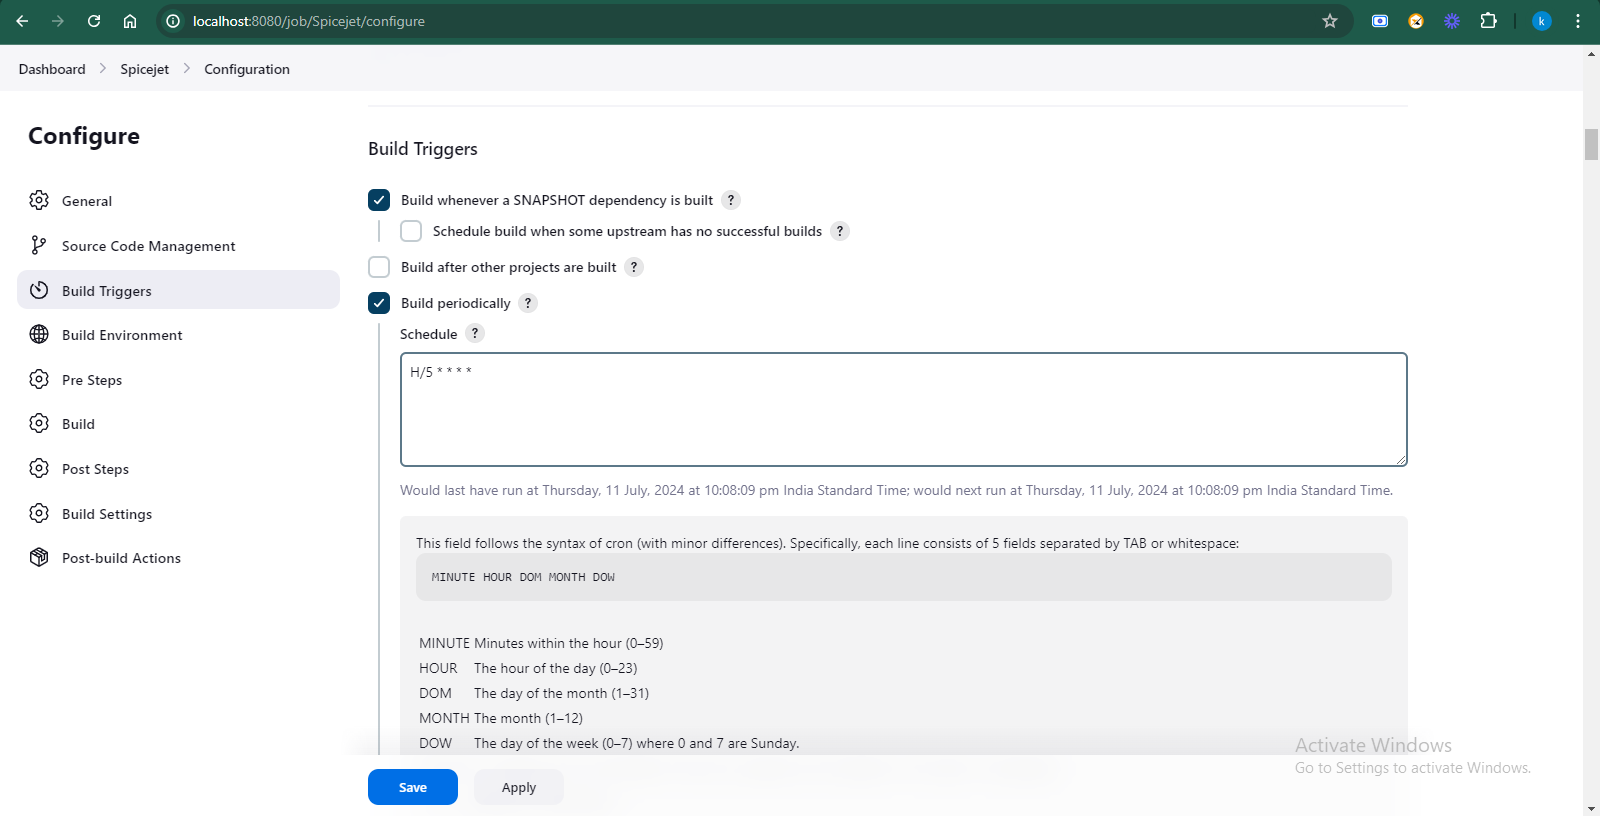 localhost:8080/job/Spicejet/configure
k
Dashboard > Spicejet > Configuration
Configure
General
Source Code Management
Build Triggers
Build Environment
Pre Steps
Build
Post Steps
Build Settings
Post-build Actions
Build Triggers
Build whenever a SNAPSHOT dependency is built ?
Schedule build when some upstream has no successful builds ?
Build after other projects are built ?
Build periodically ?
Schedule ?
H/5 * * * *
Would last have run at Thursday, 11 July, 2024 at 10:08:09 pm India Standard Time; would next run at Thursday, 11 July, 2024 at 10:08:09 pm India Standard Time.
This field follows the syntax of cron (with minor differences). Specifically, each line consists of 5 fields separated by TAB or whitespace:
MINUTE HOUR DOM MONTH DOW
MINUTE Minutes within the hour (0–59)
HOUR The hour of the day (0–23)
DOM The day of the month (1–31)
MONTH The month (1–12)
DOW The day of the week (0–7) where 0 and 7 are Sunday.
Save
Apply
Activate Windows
Go to Settings to activate Windows.